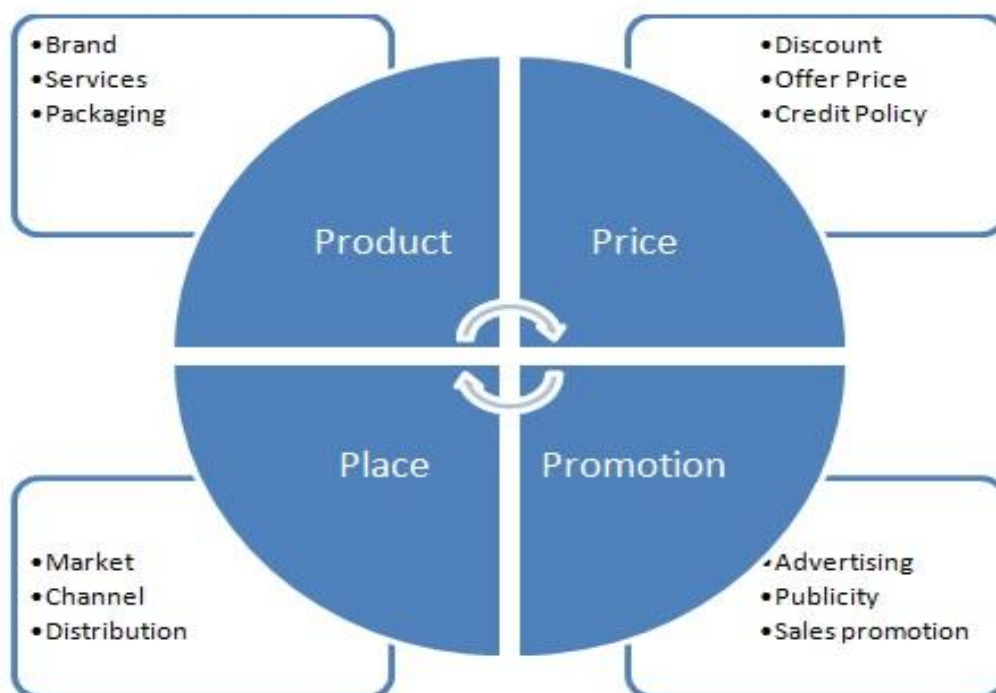 •Brand
•Services
•Packaging
•Discount
•Offer Price
•Credit Policy
Product
Price
Place
Promotion
•Market
•Channel
•Distribution
•Advertising
•Publicity
•Sales promotion